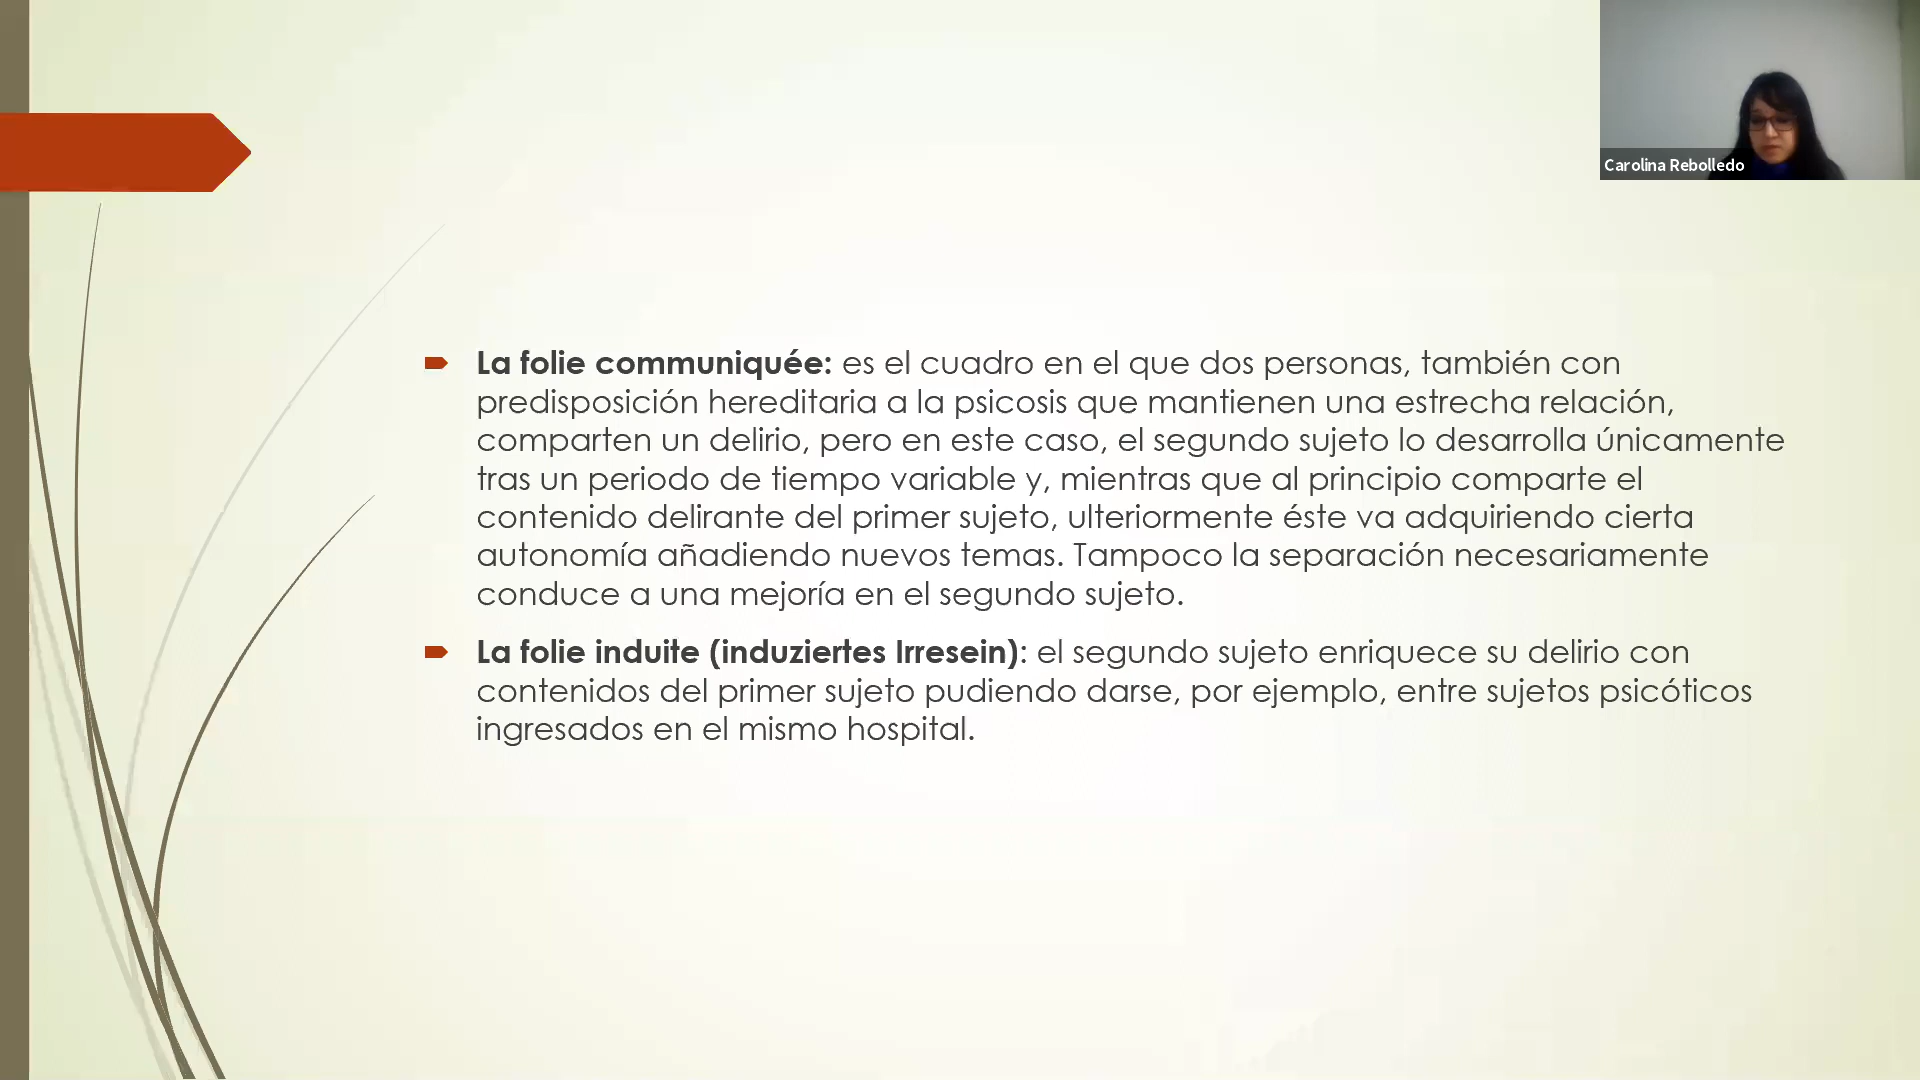 Carolina Rebolledo
La folie communiquée: es el cuadro en el que dos personas, también con
predisposición hereditaria a la psicosis que mantienen una estrecha relación,
comparten un delirio, pero en este caso, el segundo sujeto lo desarrolla únicamente
tras un periodo de tiempo variable y, mientras que al principio comparte el
contenido delirante del primer sujeto, ulteriormente éste va adquiriendo cierta
autonomía añadiendo nuevos temas. Tampoco la separación necesariamente
conduce a una mejoría en el segundo sujeto.
La folie induite (induziertes Irresein): el segundo sujeto enriquece su delirio con
contenidos del primer sujeto pudiendo darse, por ejemplo, entre sujetos psicóticos
ingresados en el mismo hospital.